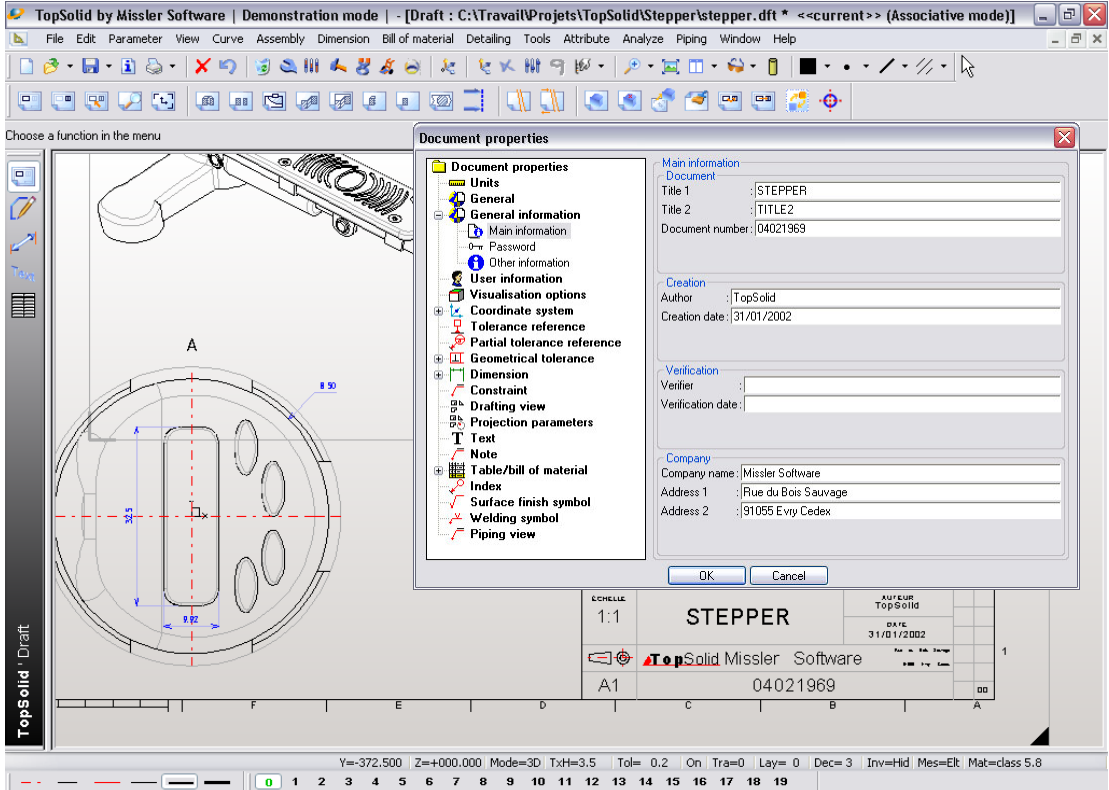 TopSolid by Missler Software | Demonstration mode | - [Draft : C:\Travail\Projets\TopSolid\Stepper\stepper.dft * <<current>> (Associative mode)]
File Edit Parameter View Curve Assembly Dimension Bill of material Detailing Tools Attribute Analyze Piping Window Help
Choose a function in the menu
Document properties
Document properties
Units
General
General information
Main information
Password
Other information
User information
Visualisation options
Coordinate system
Tolerance reference
Partial tolerance reference
Geometrical tolerance
Dimension
Constraint
Drafting view
Projection parameters
Text
Note
Table/bill of material
Index
Surface finish symbol
Welding symbol
Piping view
Main information
Document
Title 1 : STEPPER
Title 2 : TITLE2
Document number: 04021969
Creation
Author : TopSolid
Creation date: 31/01/2002
Verification
Verifier :
Verification date:
Company
Company name: Missler Software
Address 1 : Rue du Bois Sauvage
Address 2 : 91055 Evry Cedex
OK Cancel
Text
A
8 50
32.5
9.92
TopSolid ' Draft
ECHELLE
1:1
STEPPER
AUTEUR
TopSolid
DATE
31/01/2002
TopSolid Missler Software
A1
04021969
00
1
F E D C B A
Y=-372.500 Z=+000.000 Mode=3D TxH=3.5 Tol= 0.2 On Tra=0 Lay= 0 Dec= 3 Inv=Hid Mes=Elt Mat=class 5.8
0 1 2 3 4 5 6 7 8 9 10 11 12 13 14 15 16 17 18 19